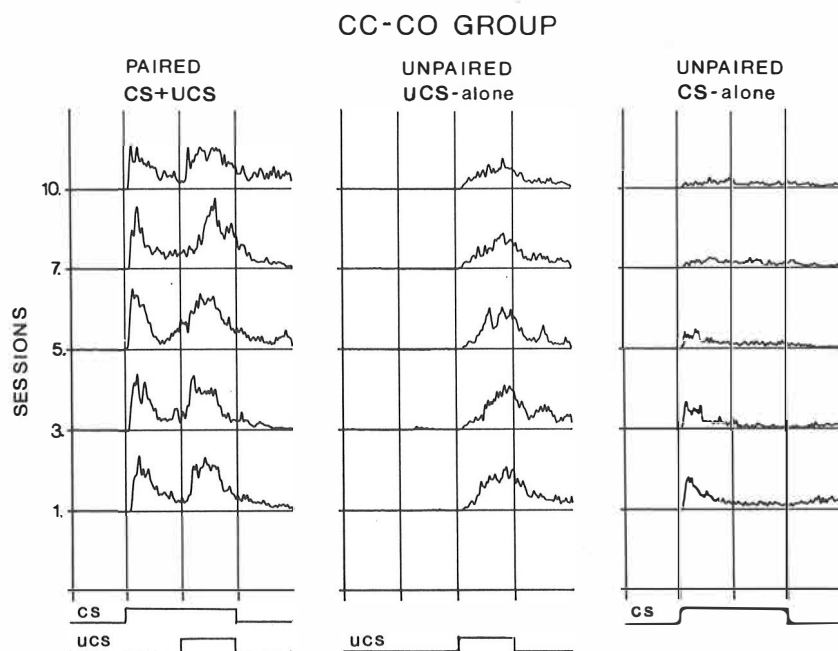 CC-CO GROUP
PAIRED
CS+UCS
UNPAIRED
UCS-alone
UNPAIRED
CS-alone
SESSIONS
10.
7.
5.
3.
1.
CS
UCS
UCS
CS